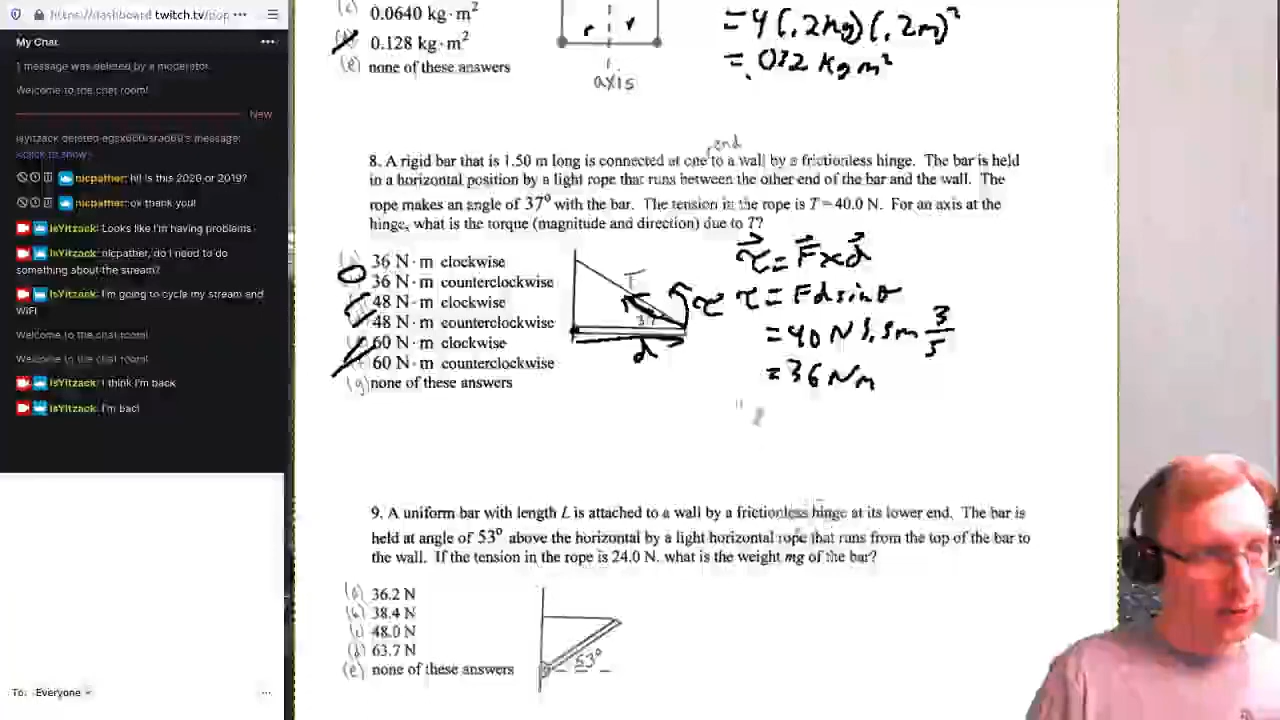 https://dashboard.twitch.tv/pop
My Chat
1 message was deleted by a moderator.
Welcome to the chat room!
New
message:
nicpather: hi! is this 2020 or 2019?
nicpather: ok thank you!
IsYitzack: Looks like I'm having problems
IsYitzack: nicpather, do I need to do
something about the stream?
IsYitzack: I'm going to cycle my stream and
WiFi
Welcome to the chat room!
Welcome to the chat room!
IsYitzack: I think I'm back
IsYitzack: I'm bac!
To: Everyone
(c) 0.0640 kg·m²
0.128 kg·m²
(e) none of these answers
r r
axis
= 4(.2kg)(.2m)²
= .032 kg m²
end
8. A rigid bar that is 1.50 m long is connected at one to a wall by a frictionless hinge. The bar is held
in a horizontal position by a light rope that runs between the other end of the bar and the wall. The
rope makes an angle of 37° with the bar. The tension in the rope is T = 40.0 N. For an axis at the
hinge, what is the torque (magnitude and direction) due to T?
36 N·m clockwise
36 N·m counterclockwise
48 N·m clockwise
48 N·m counterclockwise
60 N·m clockwise
60 N·m counterclockwise
(g) none of these answers
T
37
d
τ
τ = F x d
τ = Fd sinθ
= 40 N 1.5m 3/5
= 36 Nm
9. A uniform bar with length L is attached to a wall by a frictionless hinge at its lower end. The bar is
held at angle of 53° above the horizontal by a light horizontal rope that runs from the top of the bar to
the wall. If the tension in the rope is 24.0 N, what is the weight mg of the bar?
(a) 36.2 N
(b) 38.4 N
(c) 48.0 N
(d) 63.7 N
(e) none of these answers
53°